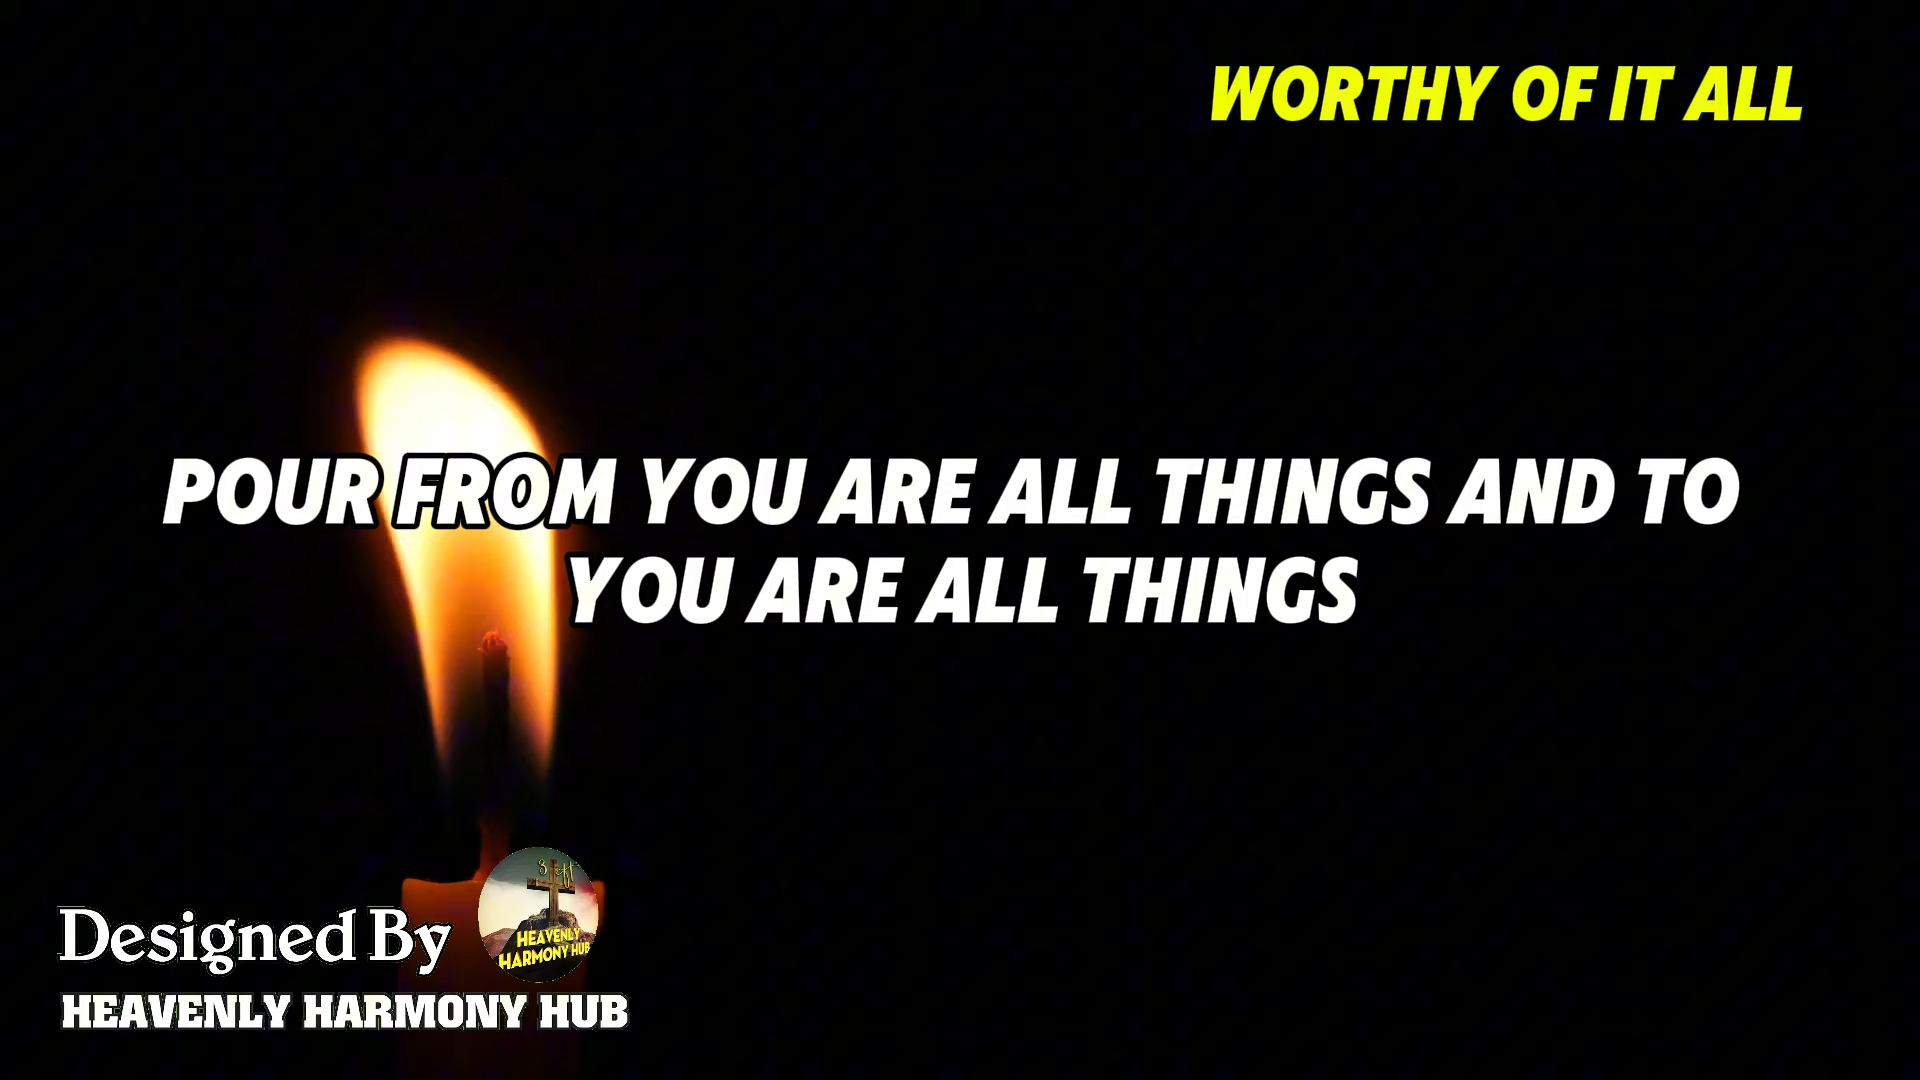 WORTHY OF IT ALL
POUR FROM YOU ARE ALL THINGS AND TO
YOU ARE ALL THINGS
Designed By
HEAVENLY
HARMONY HUB
HEAVENLY HARMONY HUB